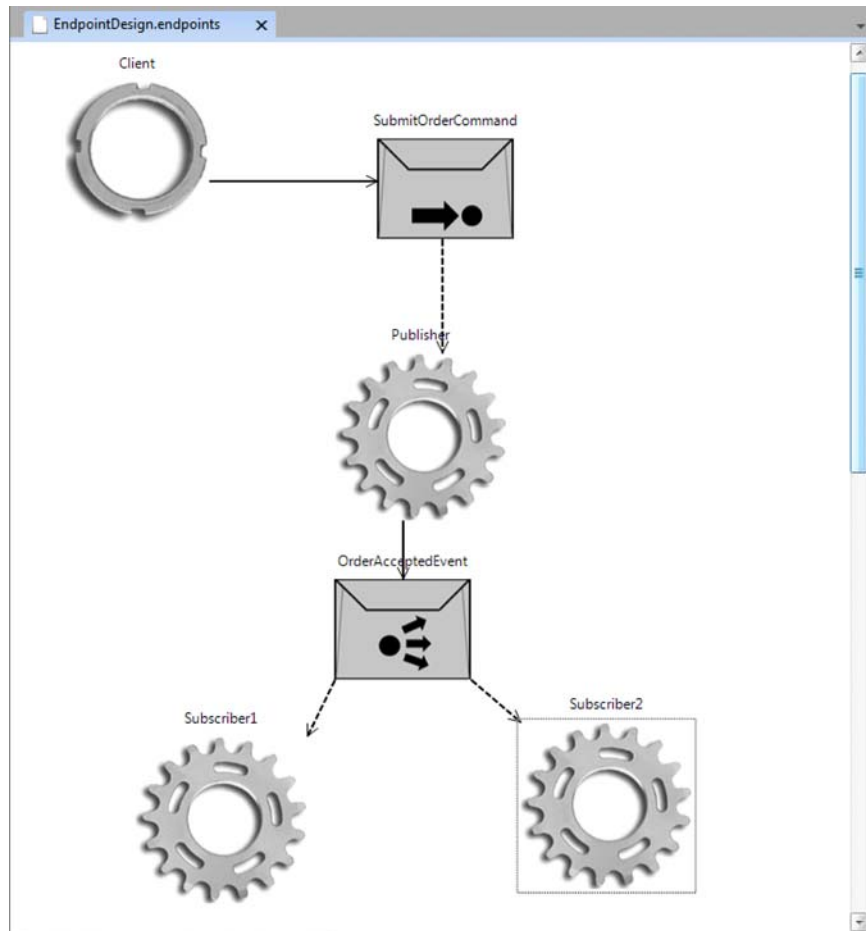 EndpointDesign.endpoints
Client
SubmitOrderCommand
Publisher
OrderAcceptedEvent
Subscriber1
Subscriber2